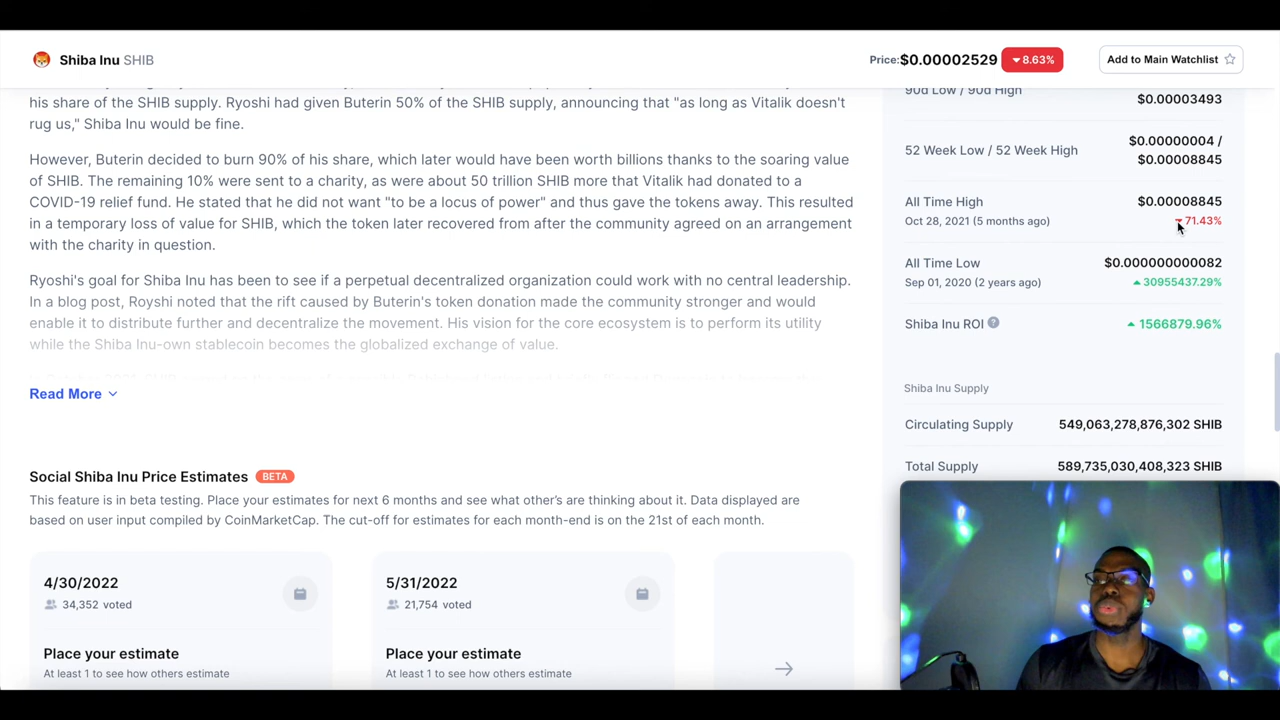 Shiba Inu SHIB
Price: $0.00002529 8.63%
Add to Main Watchlist
his share of the SHIB supply. Ryoshi had given Buterin 50% of the SHIB supply, announcing that "as long as Vitalik doesn't
rug us," Shiba Inu would be fine.
However, Buterin decided to burn 90% of his share, which later would have been worth billions thanks to the soaring value
of SHIB. The remaining 10% were sent to a charity, as were about 50 trillion SHIB more that Vitalik had donated to a
COVID-19 relief fund. He stated that he did not want "to be a locus of power" and thus gave the tokens away. This resulted
in a temporary loss of value for SHIB, which the token later recovered from after the community agreed on an arrangement
with the charity in question.
Ryoshi's goal for Shiba Inu has been to see if a perpetual decentralized organization could work with no central leadership.
In a blog post, Royshi noted that the rift caused by Buterin's token donation made the community stronger and would
enable it to distribute further and decentralize the movement. His vision for the core ecosystem is to perform its utility
while the Shiba Inu-own stablecoin becomes the globalized exchange of value.
Read More
Social Shiba Inu Price Estimates BETA
This feature is in beta testing. Place your estimates for next 6 months and see what other's are thinking about it. Data displayed are
based on user input compiled by CoinMarketCap. The cut-off for estimates for each month-end is on the 21st of each month.
4/30/2022
34,352 voted
Place your estimate
At least 1 to see how others estimate
5/31/2022
21,754 voted
Place your estimate
At least 1 to see how others estimate
90d Low / 90d High
$0.00003493
52 Week Low / 52 Week High
$0.00000004 /
$0.00008845
All Time High
$0.00008845
Oct 28, 2021 (5 months ago)
71.43%
All Time Low
$0.000000000082
Sep 01, 2020 (2 years ago)
30955437.29%
Shiba Inu ROI
1566879.96%
Shiba Inu Supply
Circulating Supply
549,063,278,876,302 SHIB
Total Supply
589,735,030,408,323 SHIB